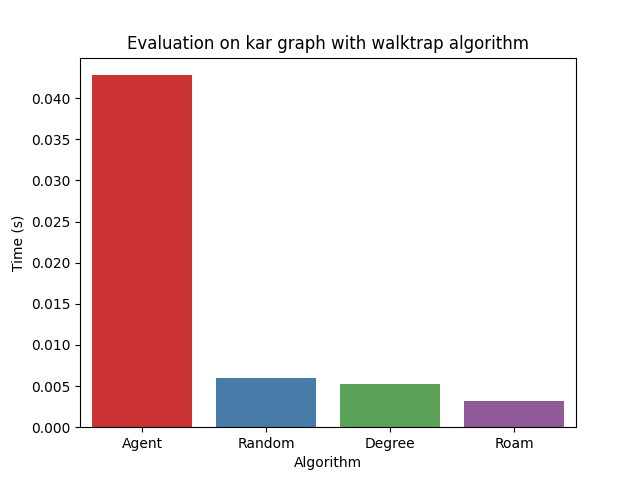 Evaluation on kar graph with walktrap algorithm
Time (s)
0.040
0.035
0.030
0.025
0.020
0.015
0.010
0.005
0.000
Agent Random Degree Roam
Algorithm